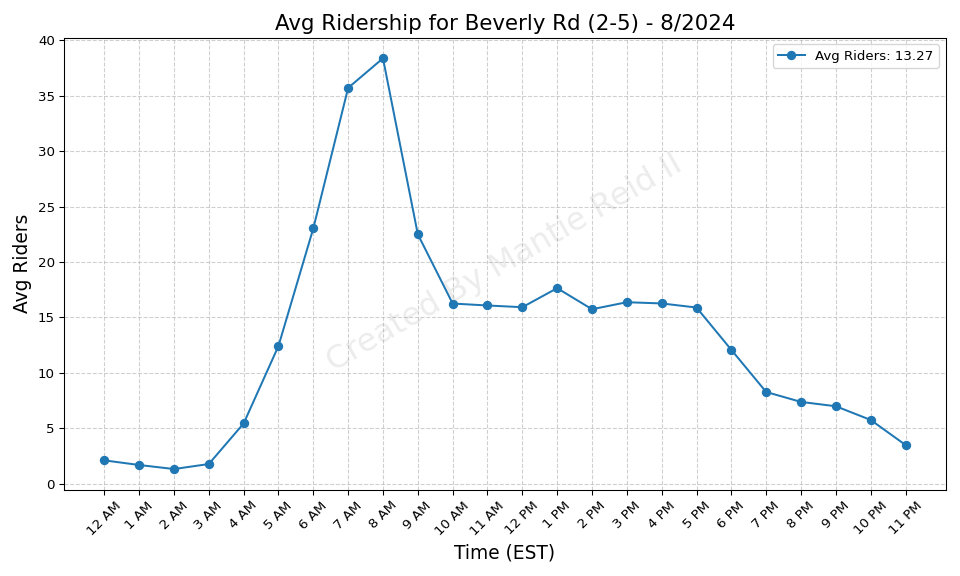 Avg Ridership for Beverly Rd (2-5) - 8/2024
Avg Riders: 13.27
Avg Riders
40
35
30
25
20
15
10
5
0
Created By Mantie Reid II
12 AM
1 AM
2 AM
3 AM
4 AM
5 AM
6 AM
7 AM
8 AM
9 AM
10 AM
11 AM
12 PM
1 PM
2 PM
3 PM
4 PM
5 PM
6 PM
7 PM
8 PM
9 PM
10 PM
11 PM
Time (EST)